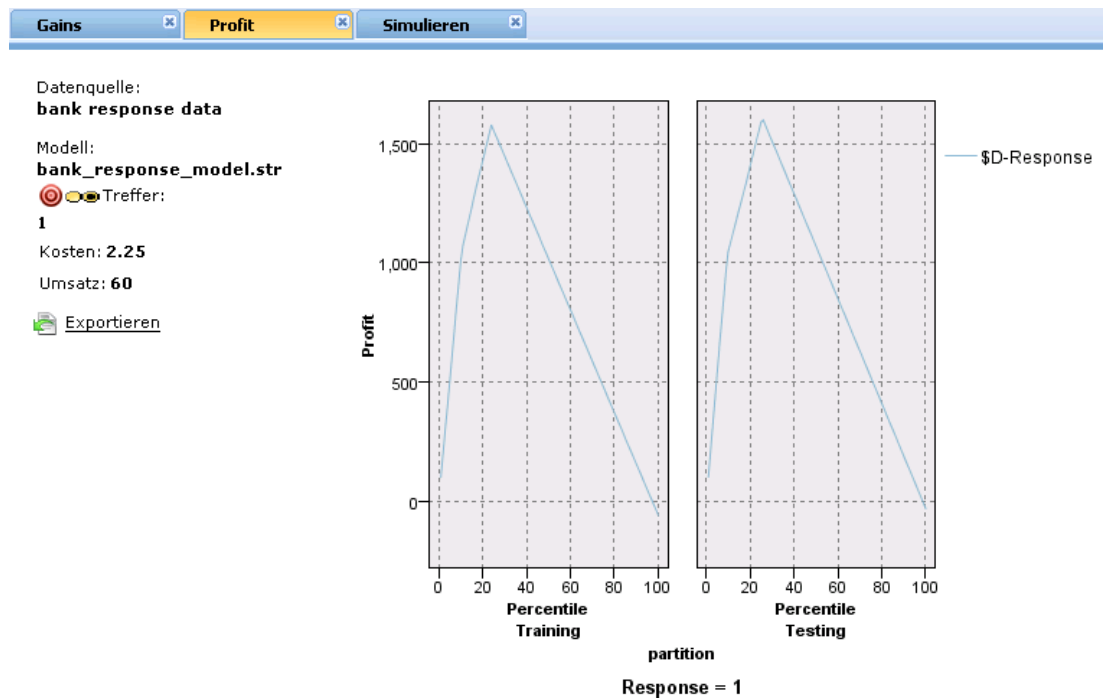 Gains
Profit
Simulieren
Datenquelle:
bank response data
Modell:
bank_response_model.str
Treffer:
1
Kosten: 2.25
Umsatz: 60
Exportieren
Profit
1,500
1,000
500
0
0 20 40 60 80 100
Percentile
Training
0 20 40 60 80 100
Percentile
Testing
partition
Response = 1
$D-Response